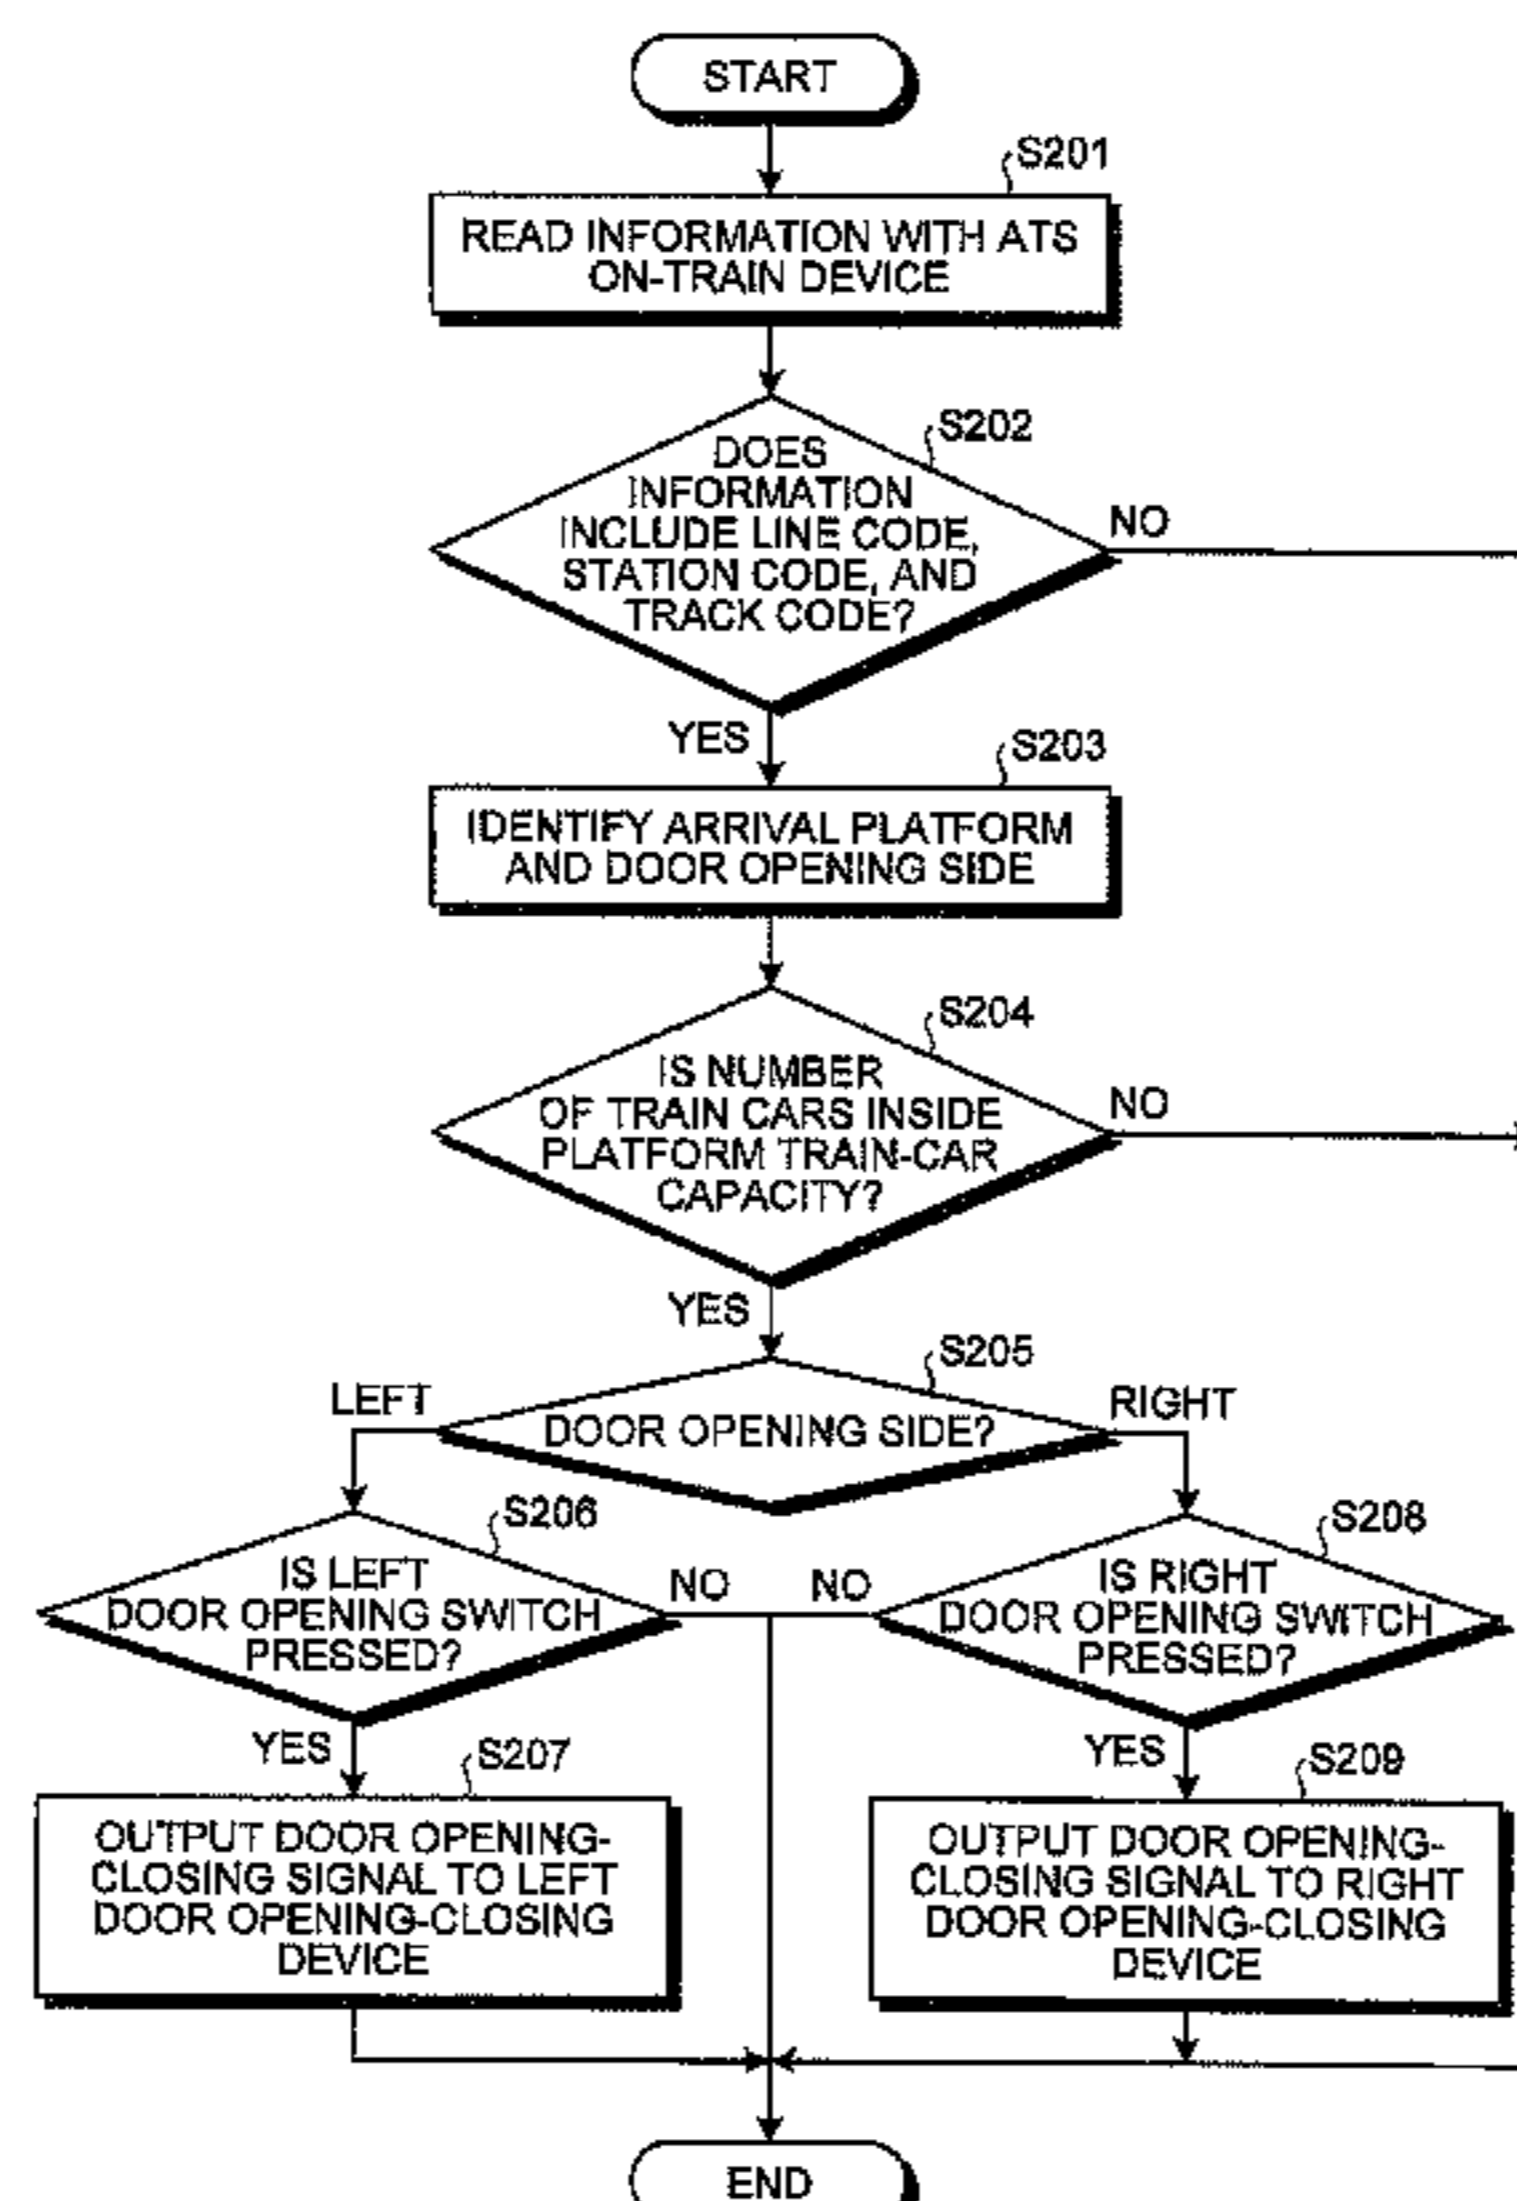 START
S201
READ INFORMATION WITH ATS
ON-TRAIN DEVICE
S202
DOES
INFORMATION
INCLUDE LINE CODE,
STATION CODE, AND
TRACK CODE?
NO
YES
S203
IDENTIFY ARRIVAL PLATFORM
AND DOOR OPENING SIDE
S204
IS NUMBER
OF TRAIN CARS INSIDE
PLATFORM TRAIN-CAR
CAPACITY?
NO
YES
S205
LEFT
DOOR OPENING SIDE?
RIGHT
S206
IS LEFT
DOOR OPENING SWITCH
PRESSED?
NO
YES
S208
IS RIGHT
DOOR OPENING SWITCH
PRESSED?
NO
YES
S207
OUTPUT DOOR OPENING-
CLOSING SIGNAL TO LEFT
DOOR OPENING-CLOSING
DEVICE
S209
OUTPUT DOOR OPENING-
CLOSING SIGNAL TO RIGHT
DOOR OPENING-CLOSING
DEVICE
END